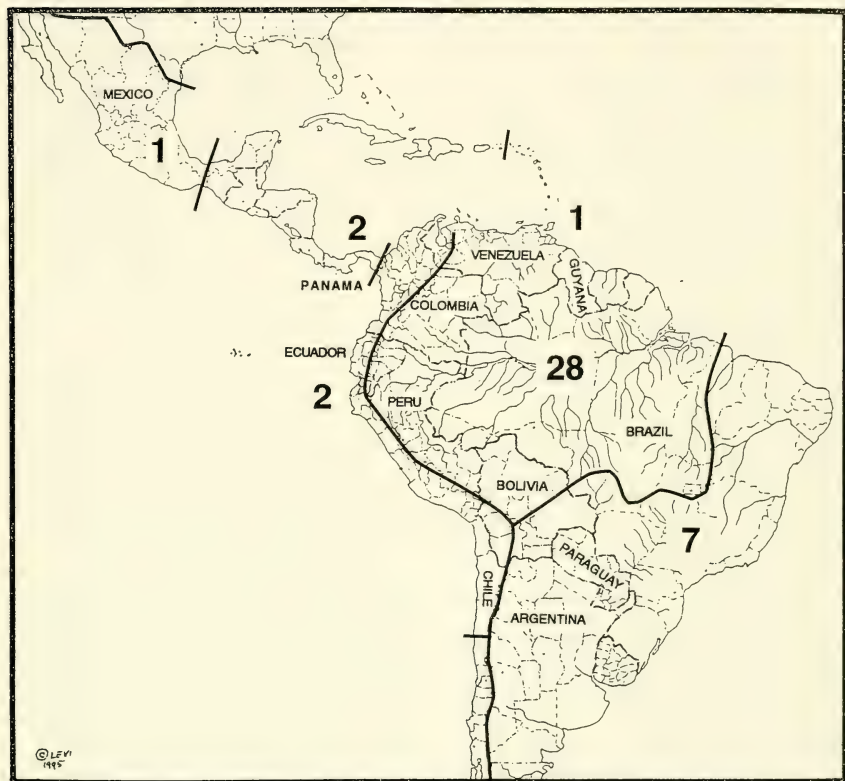 MEXICO
1
2
1
VENEZUELA
GUYANA
PANAMA
COLOMBIA
ECUADOR
28
2
PERU
BRAZIL
BOLIVIA
7
PARAGUAY
CHILE
ARGENTINA
© LEVI
1995